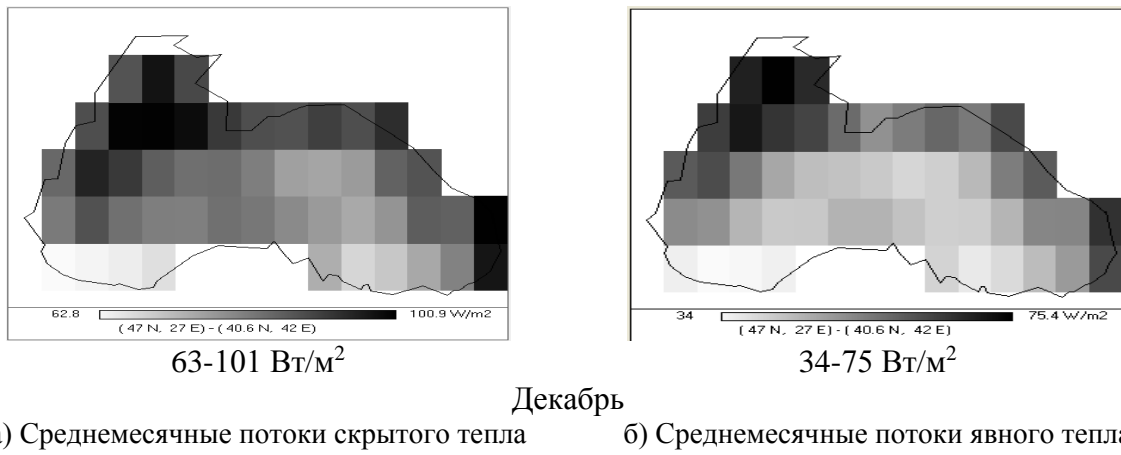 62.8 100.9 W/m2
( 47 N, 27 E) - ( 40.6 N, 42 E)
34 75.4 W/m2
( 47 N, 27 E) - ( 40.6 N, 42 E)
63-101 Вт/м²
34-75 Вт/м²
Декабрь
) Среднемесячные потоки скрытого тепла
б) Среднемесячные потоки явного тепла